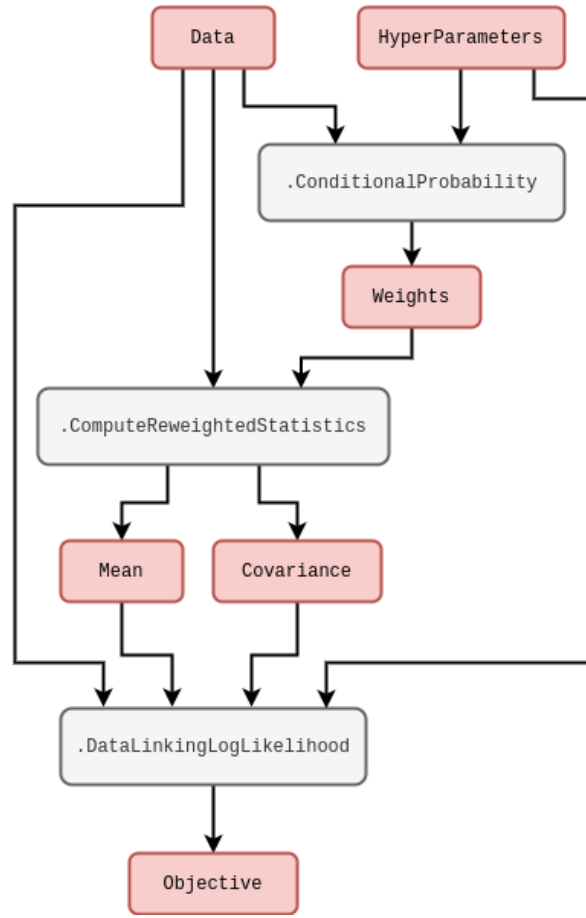 Data
HyperParameters
.ConditionalProbability
Weights
.ComputeReweightedStatistics
Mean
Covariance
.DataLinkingLogLikelihood
Objective